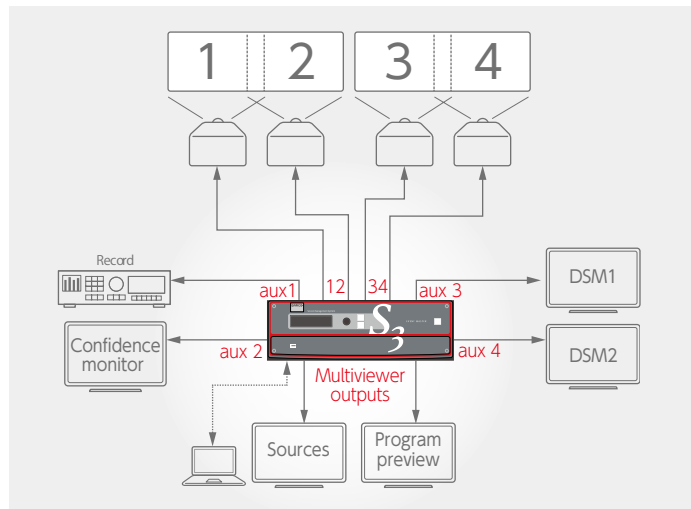 1 2 3 4
Record
aux1 12 34 aux 3
DSM1
S3
Confidence
monitor
aux 2
aux 4
DSM2
Multiviewer
outputs
Sources
Program
preview